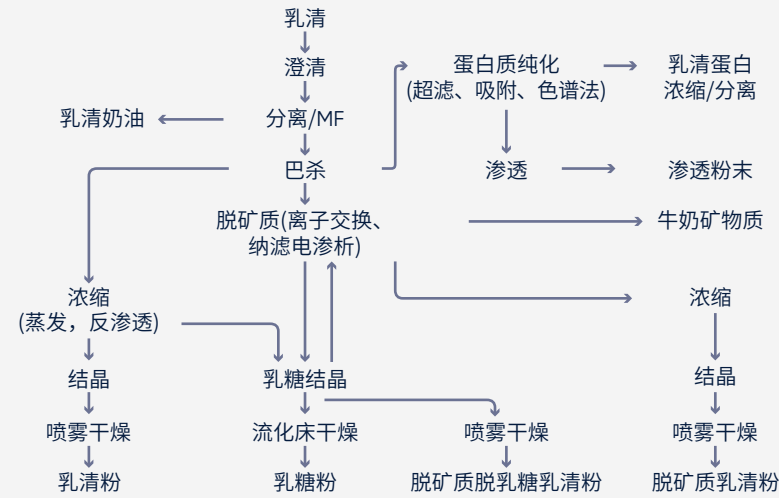 乳清
澄清
蛋白质纯化
(超滤、吸附、色谱法)
乳清蛋白
浓缩/分离
乳清奶油
分离/MF
巴杀
渗透
渗透粉末
脱矿质(离子交换、
纳滤电渗析)
牛奶矿物质
浓缩
(蒸发，反渗透)
浓缩
结晶
乳糖结晶
结晶
喷雾干燥
流化床干燥
喷雾干燥
喷雾干燥
乳清粉
乳糖粉
脱矿质脱乳糖乳清粉
脱矿质乳清粉